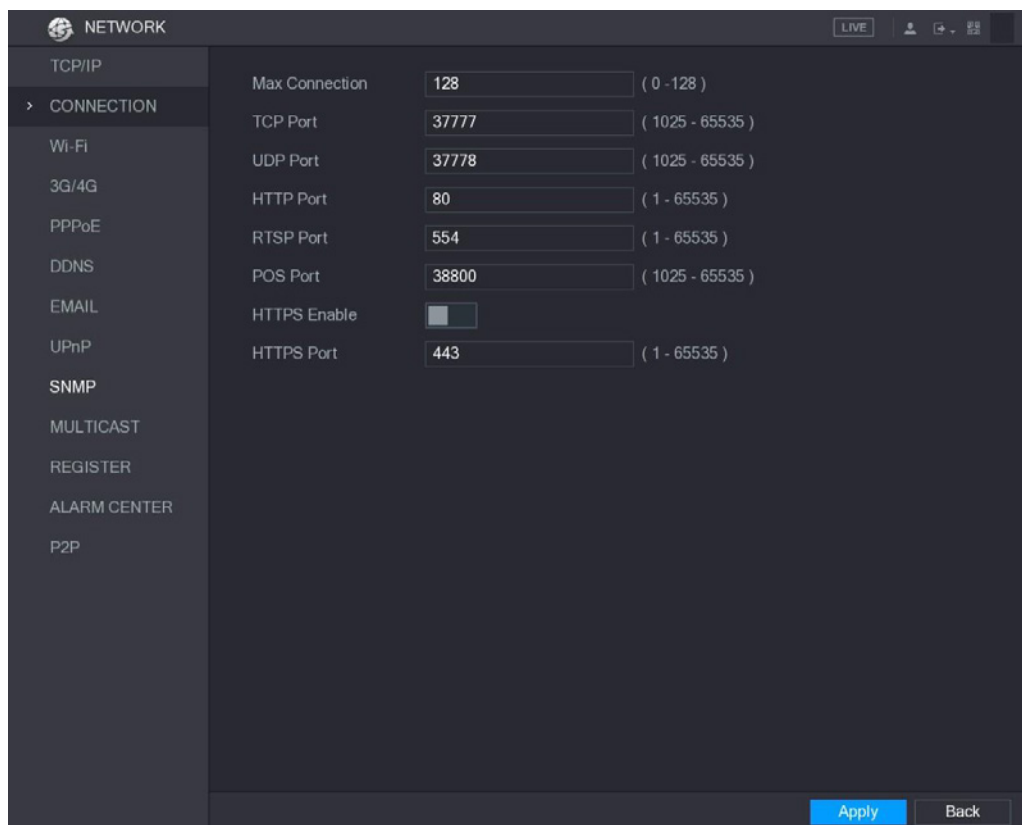 NETWORK
LIVE
TCP/IP
CONNECTION
Wi-Fi
3G/4G
PPPoE
DDNS
EMAIL
UPnP
SNMP
MULTICAST
REGISTER
ALARM CENTER
P2P
Max Connection 128 ( 0 -128 )
TCP Port 37777 ( 1025 - 65535 )
UDP Port 37778 ( 1025 - 65535 )
HTTP Port 80 ( 1 - 65535 )
RTSP Port 554 ( 1 - 65535 )
POS Port 38800 ( 1025 - 65535 )
HTTPS Enable
HTTPS Port 443 ( 1 - 65535 )
Apply Back